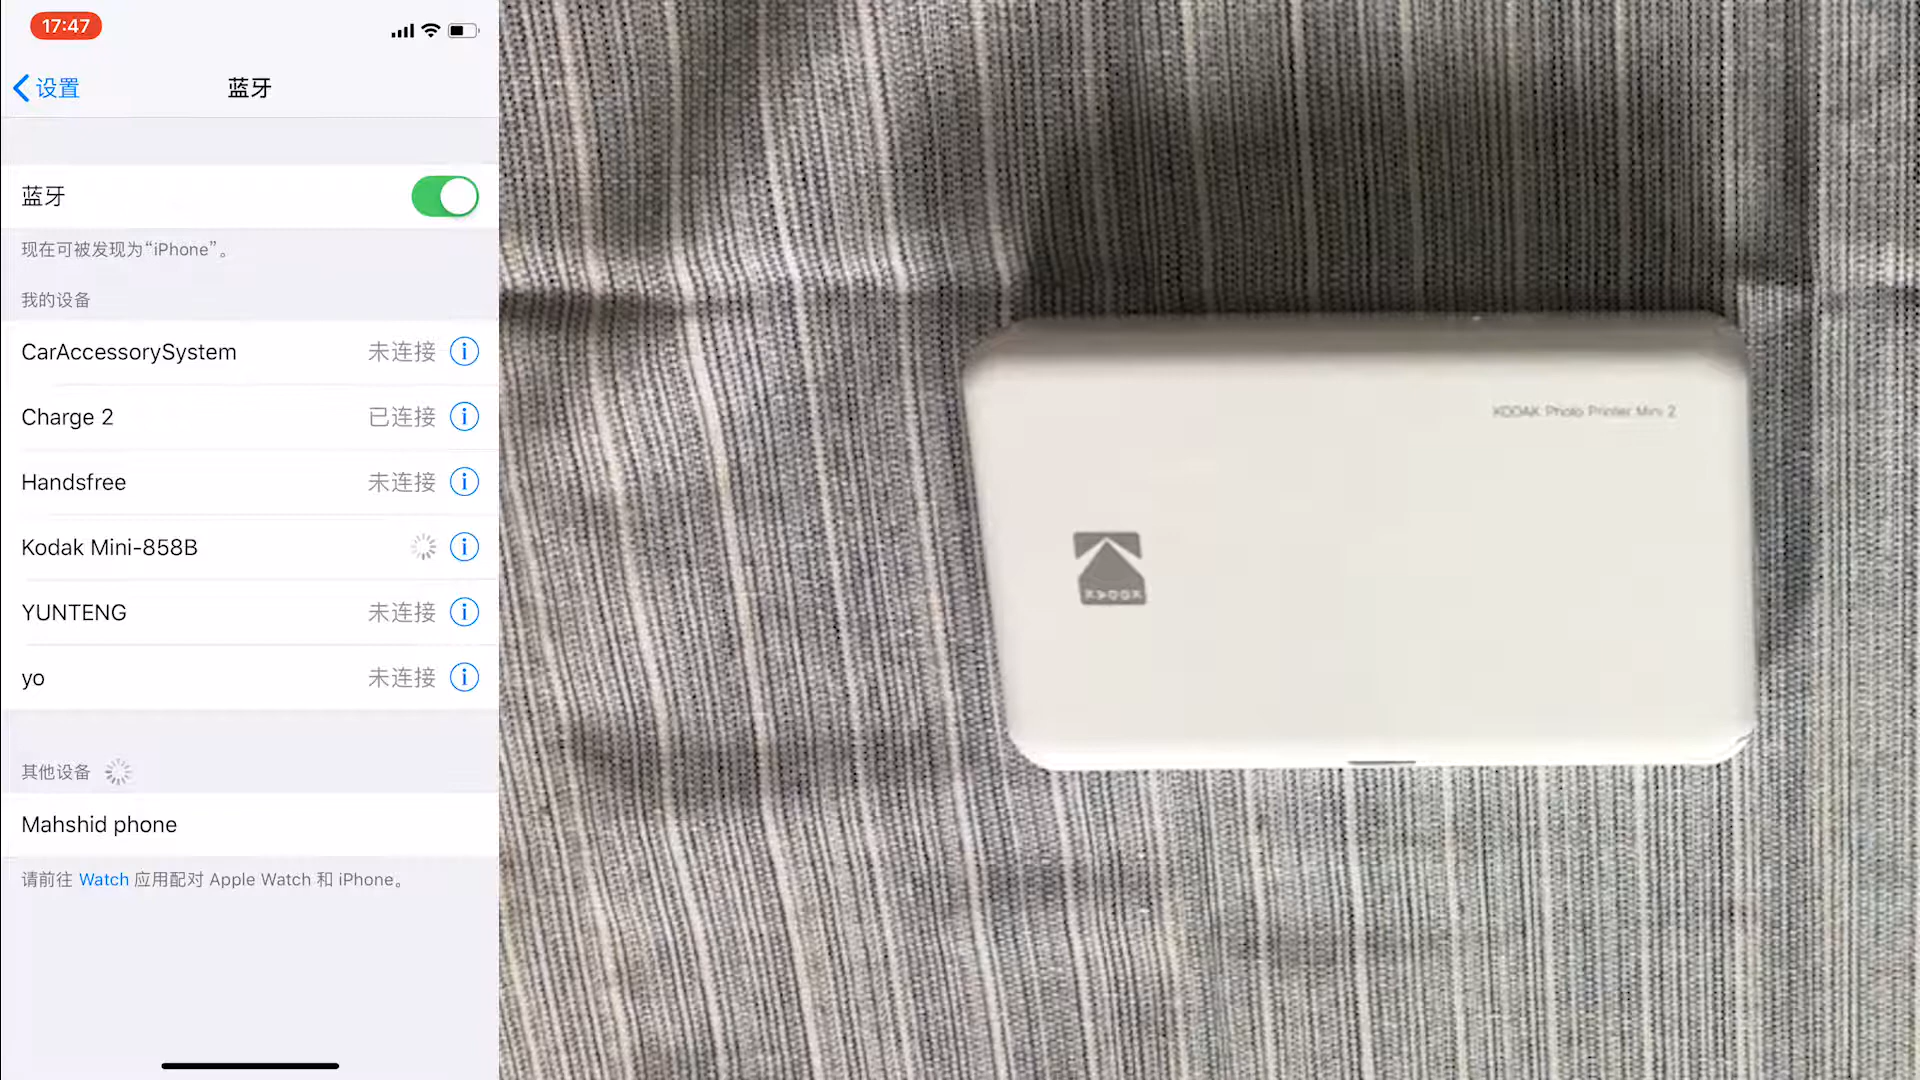 17:47
设置
蓝牙
蓝牙
现在可被发现为“iPhone”。
我的设备
CarAccessorySystem 未连接
Charge 2 已连接
Handsfree 未连接
Kodak Mini-858B
YUNTENG 未连接
yo 未连接
其他设备
Mahshid phone
请前往 Watch 应用配对 Apple Watch 和 iPhone。
KODAK Photo Printer Mini 2
KODAK